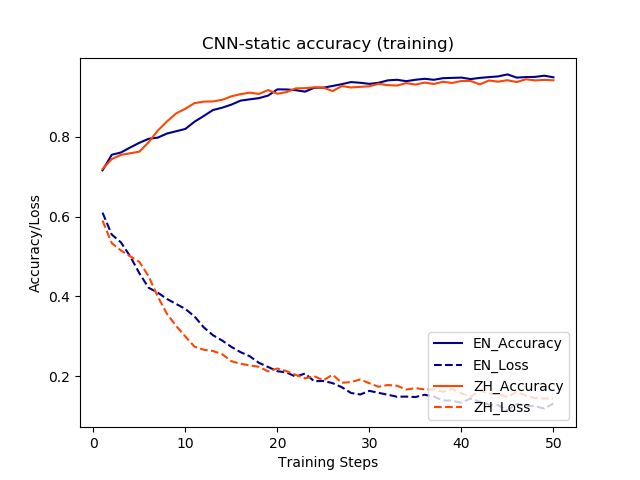 CNN-static accuracy (training)
Accuracy/Loss
0.8
0.6
0.4
0.2
0
10
20
30
40
50
Training Steps
EN_Accuracy
EN_Loss
ZH_Accuracy
ZH_Loss